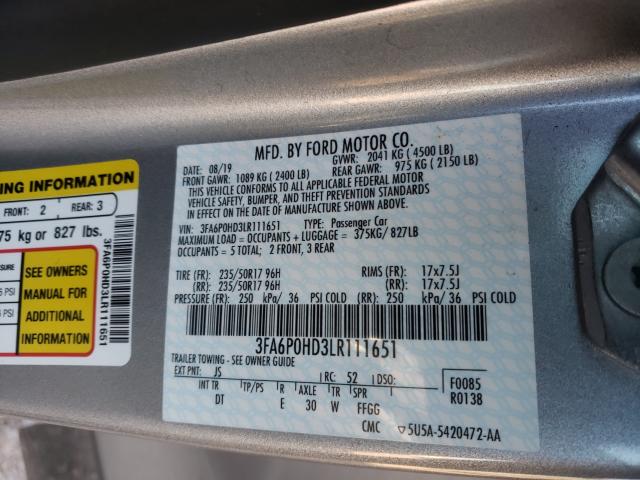 NG INFORMATION
FRONT: 2 REAR: 3
75 kg or 827 lbs.
SEE OWNERS
MANUAL FOR
ADDITIONAL
INFORMATION
PSI
PSI
3FA6P0HD3LR111651
MFD. BY FORD MOTOR CO.
DATE: 08/19 GVWR: 2041 KG ( 4500 LB)
FRONT GAWR: 1089 KG ( 2400 LB) REAR GAWR: 975 KG ( 2150 LB)
THIS VEHICLE CONFORMS TO ALL APPLICABLE FEDERAL MOTOR
VEHICLE SAFETY, BUMPER, AND THEFT PREVENTION STANDARDS
IN EFFECT ON THE DATE OF MANUFACTURE SHOWN ABOVE.
VIN: 3FA6P0HD3LR111651 TYPE: Passenger Car
MAXIMUM LOAD = OCCUPANTS + LUGGAGE = 375KG/ 827LB
OCCUPANTS = 5 TOTAL; 2 FRONT, 3 REAR
TIRE (FR): 235/50R17 96H RIMS (FR): 17x7.5J
(RR): 235/50R17 96H (RR): 17x7.5J
PRESSURE (FR): 250 kPa/ 36 PSI COLD (RR): 250 kPa/ 36 PSI COLD
3FA6P0HD3LR111651
TRAILER TOWING - SEE OWNER GUIDE
EXT PNT: JS RC: 52 DSO:
INT TR TP/PS R AXLE TR SPR
DT E 30 W FFGG
F0085
R0138
CMC ▽5U5A-5420472-AA